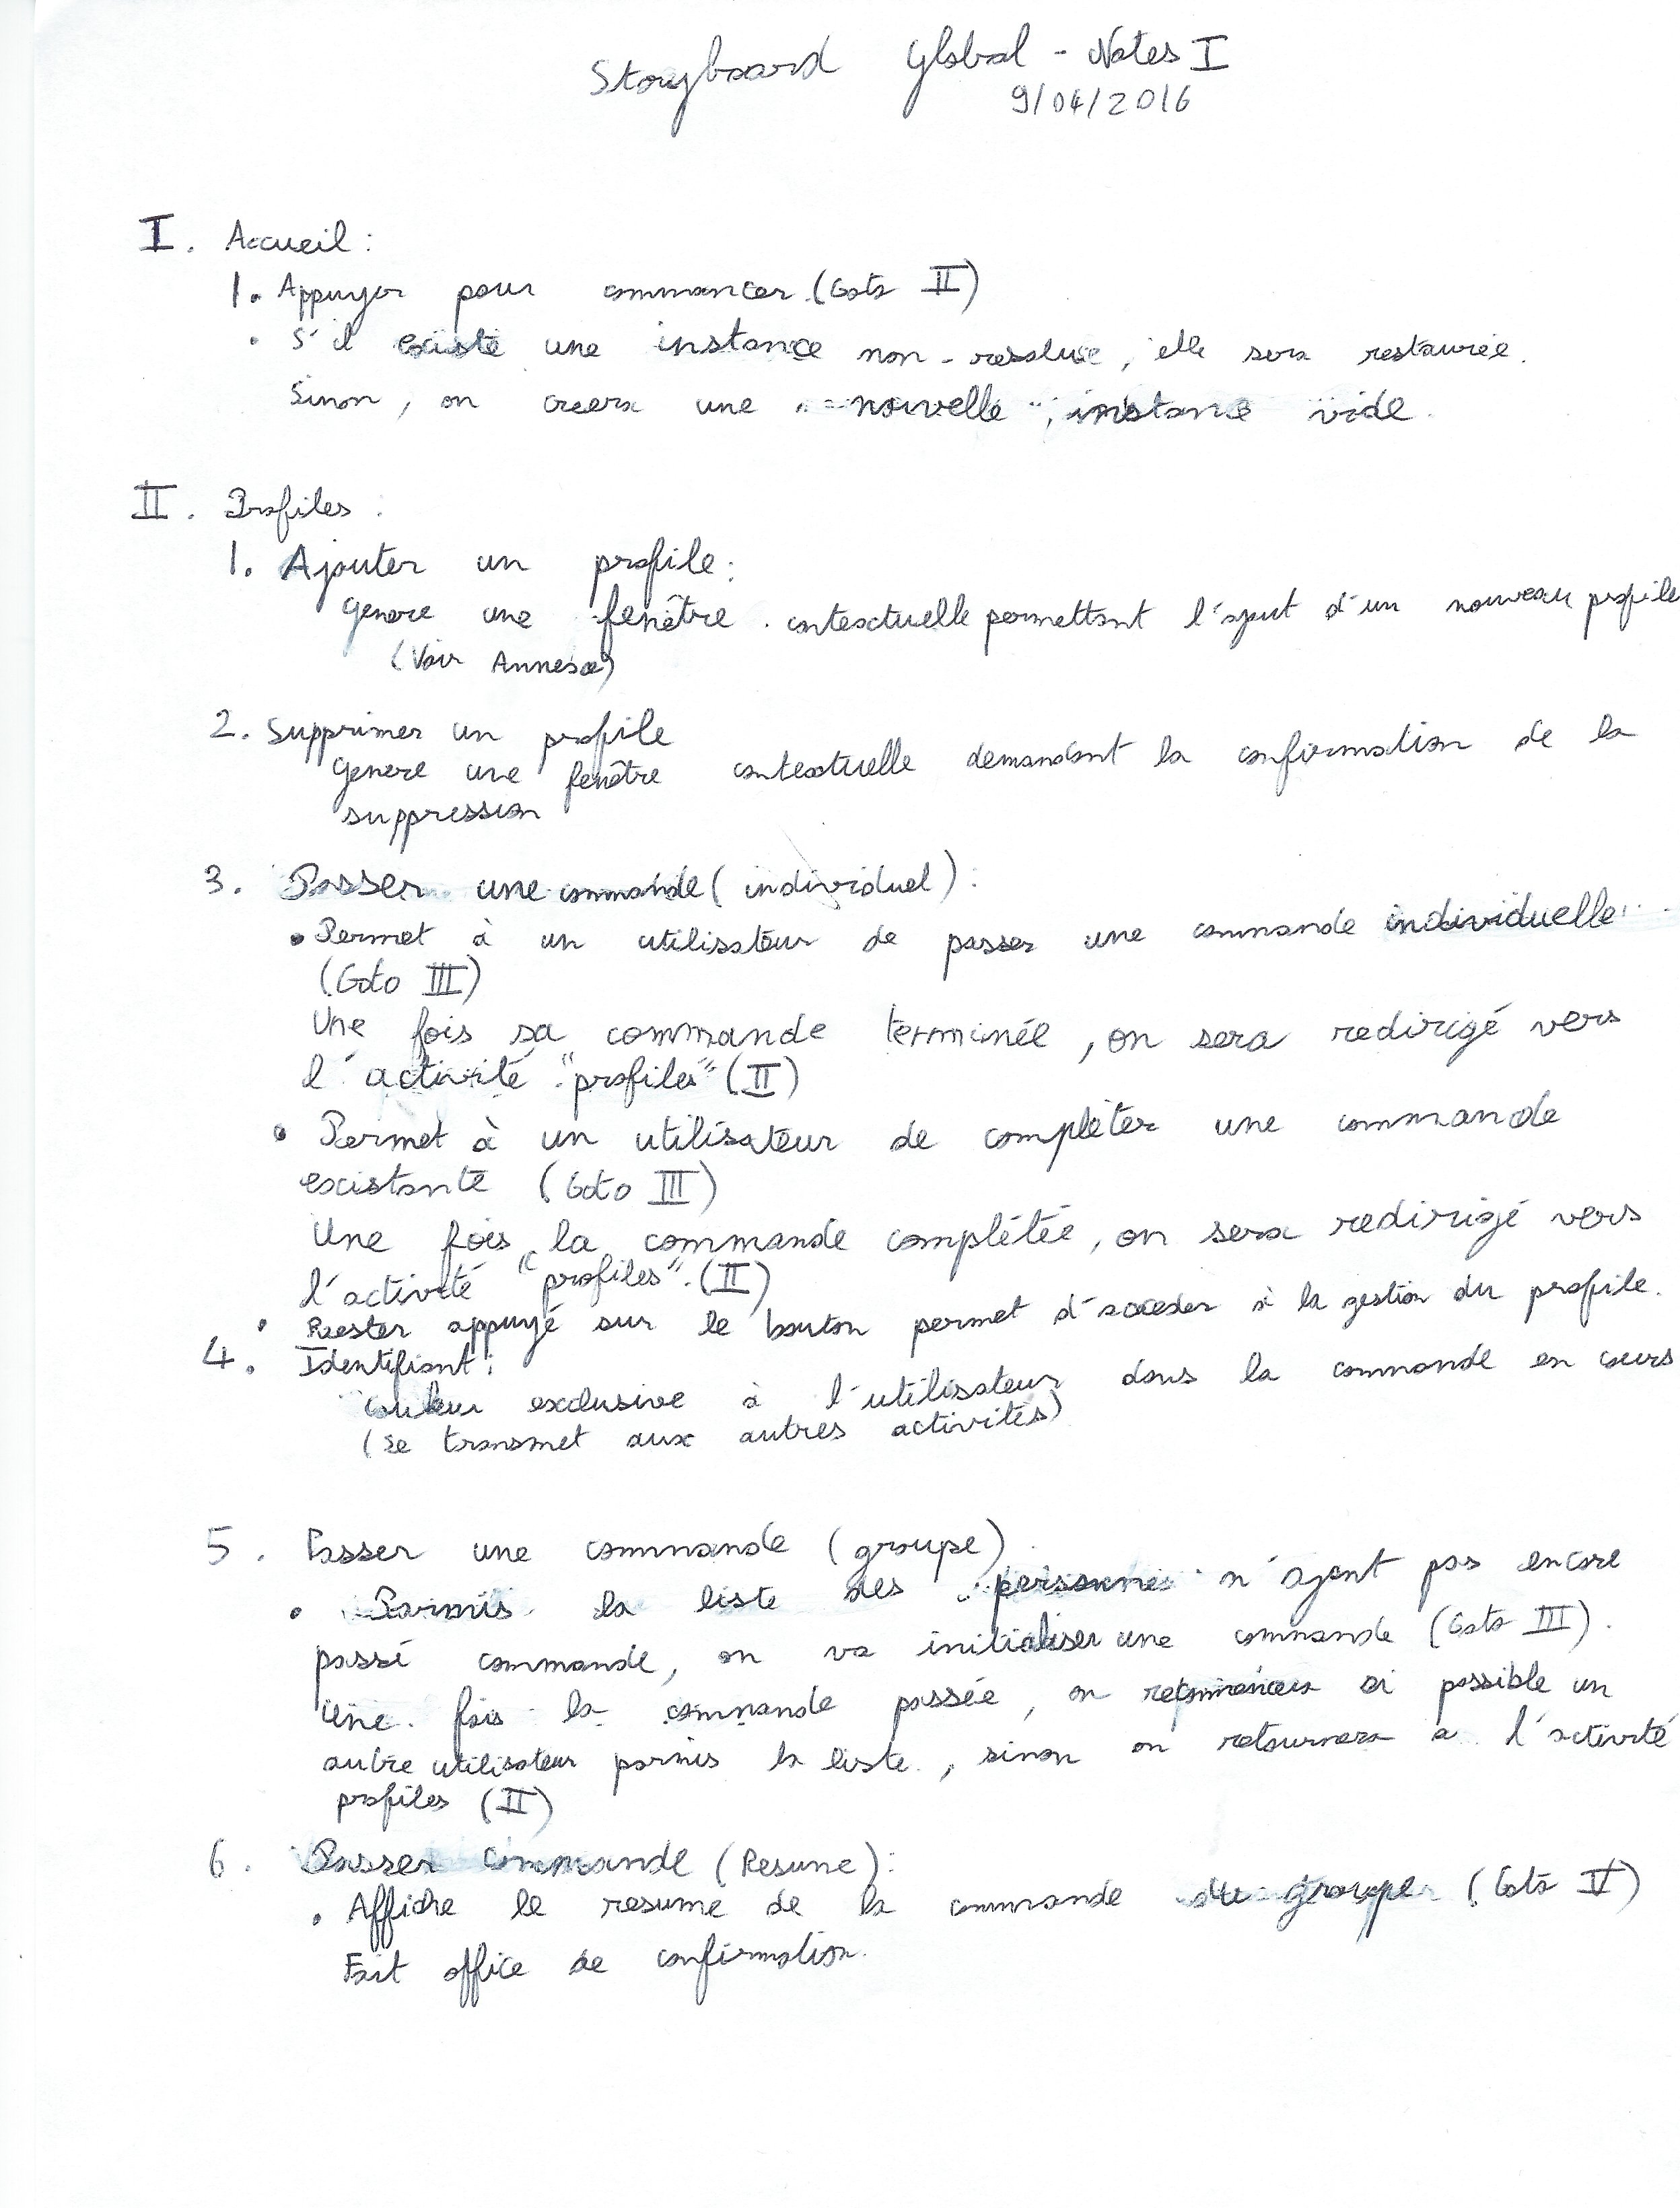 Storyboard Global - Notes I
9/04/2016
I. Accueil :
1. Appuyer pour commancer (Goto II)
• S'il existe une instance non-resolue, elle sera restaurée.
Sinon, on creera une nouvelle instance vide.
II. Profiles :
1. Ajouter un profile :
Genere une fenêtre contextuelle permettant l'ajout d'un nouveau profile
(Voir Annexe)
2. Supprimer un profile
Genere une fenêtre contextuelle demandant la confirmation de la
suppression
3. Passer une commande (individuel) :
• Permet à un utilisateur de passer une commande individuelle
(Goto III)
Une fois sa commande terminée, on sera redirigé vers
l'activité "profiles" (II)
• Permet à un utilisateur de complèter une commande
existante (Goto III)
Une fois la commande complétée, on sera redirigé vers
l'activité "profiles". (II)
• Rester appuyé sur le bouton permet d'acceder à la gestion du profile.
4. Identifiant :
Couleur exclusive à l'utilisateur dans la commande en cours
(se transmet aux autres activités)
5. Passer une commande (groupe)
• Parmis la liste des personnes n'ayant pas encore
passé commande, on va initialiser une commande (Goto III).
Une fois la commande passée, on si possible un
autre utilisateur parmis la liste, sinon on retournera a l'activité
profiles (II)
6. Passer commande (Resume) :
• Affiche le resume de la commande du groupe (Goto V)
Fait office de confirmation.